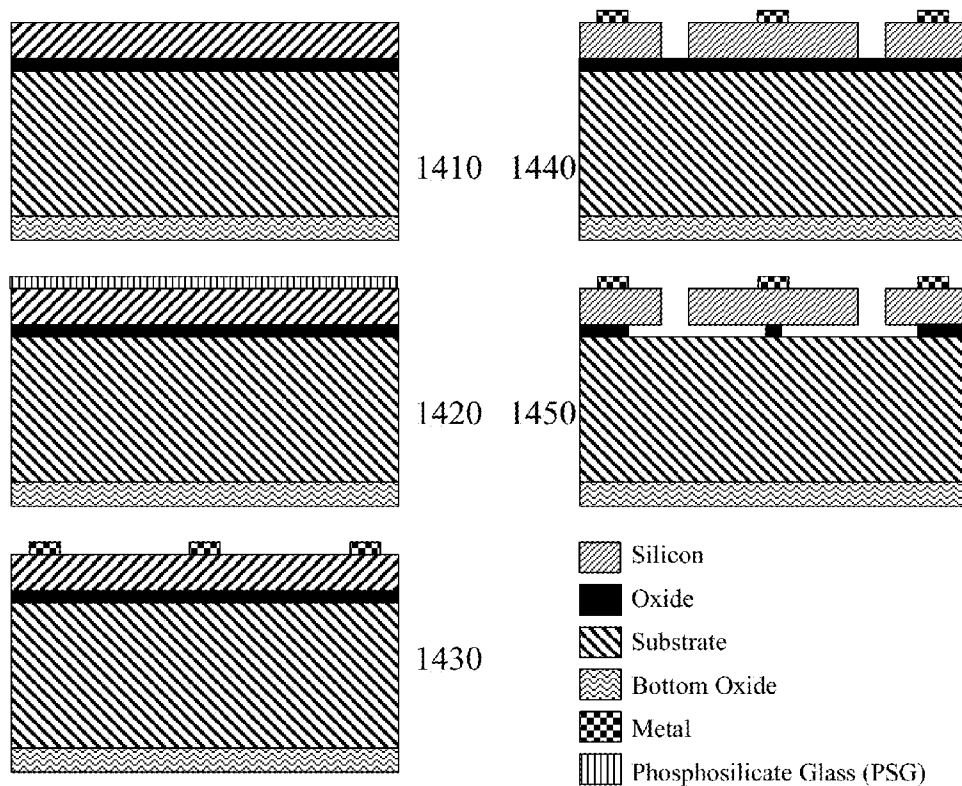 1410
1440
1420
1450
1430
Silicon
Oxide
Substrate
Bottom Oxide
Metal
Phosphosilicate Glass (PSG)